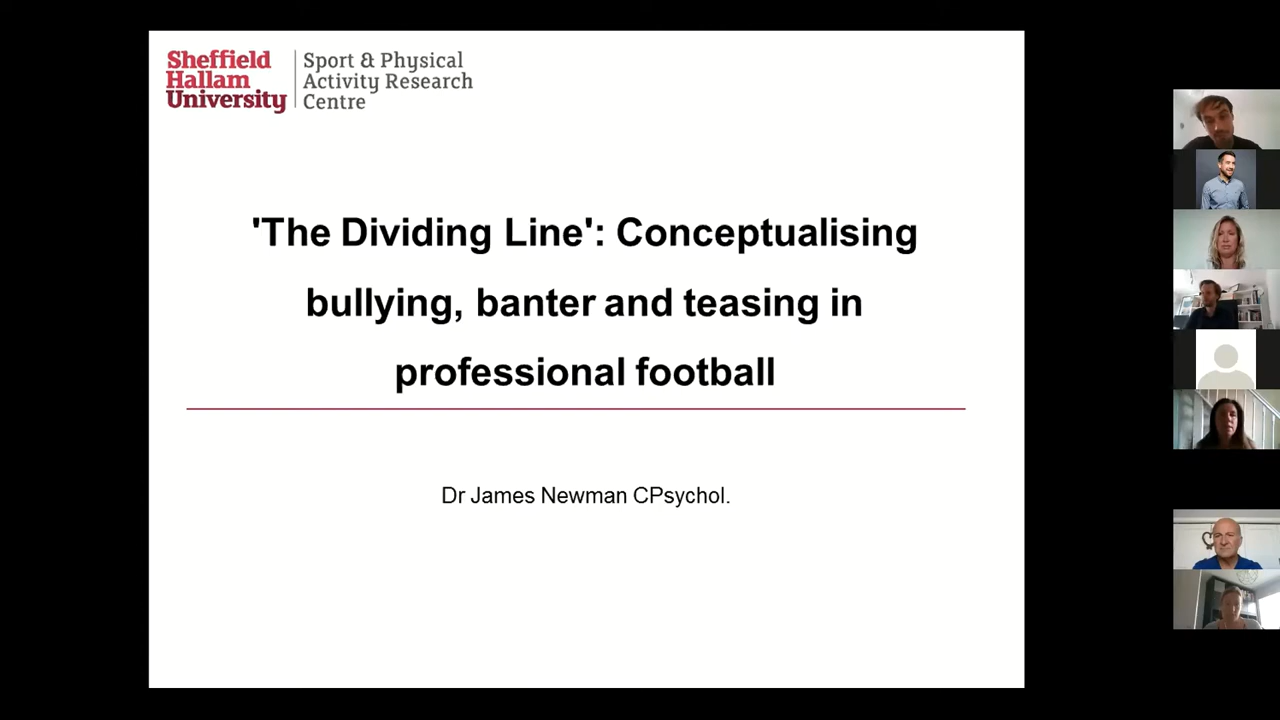 Sheffield
Hallam
University
Sport & Physical
Activity Research
Centre
'The Dividing Line': Conceptualising
bullying, banter and teasing in
professional football
Dr James Newman CPsychol.